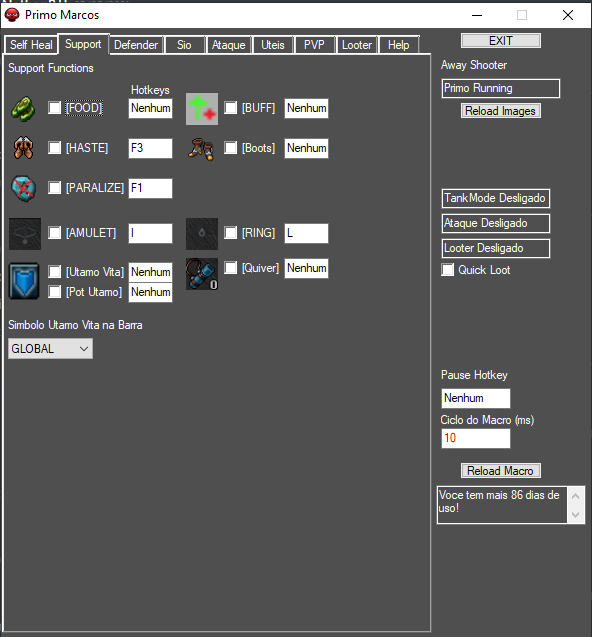 Primo Marcos
Self Heal
Support
Defender
Sio
Ataque
Uteis
PVP
Looter
Help
Support Functions
Hotkeys
[FOOD]
Nenhum
[BUFF]
Nenhum
[HASTE]
F3
[Boots]
Nenhum
[PARALIZE]
F1
[AMULET]
I
[RING]
L
[Utamo Vita]
Nenhum
[Quiver]
Nenhum
0
[Pot Utamo]
Nenhum
Simbolo Utamo Vita na Barra
GLOBAL
EXIT
Away Shooter
Primo Running
Reload Images
TankMode Desligado
Ataque Desligado
Looter Desligado
Quick Loot
Pause Hotkey
Nenhum
Ciclo do Macro (ms)
10
Reload Macro
Voce tem mais 86 dias de
uso!